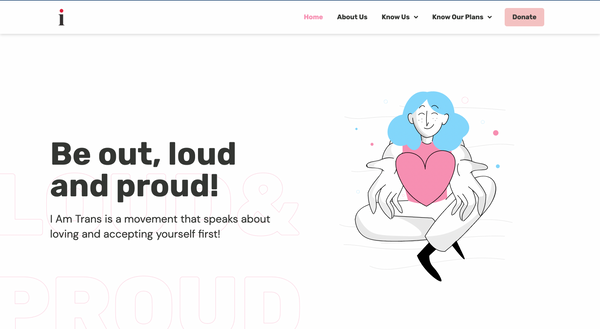 i
Home About Us Know Us Know Our Plans Donate
Be out, loud
and proud!
I Am Trans is a movement that speaks about
loving and accepting yourself first!
LOUD &
PROUD